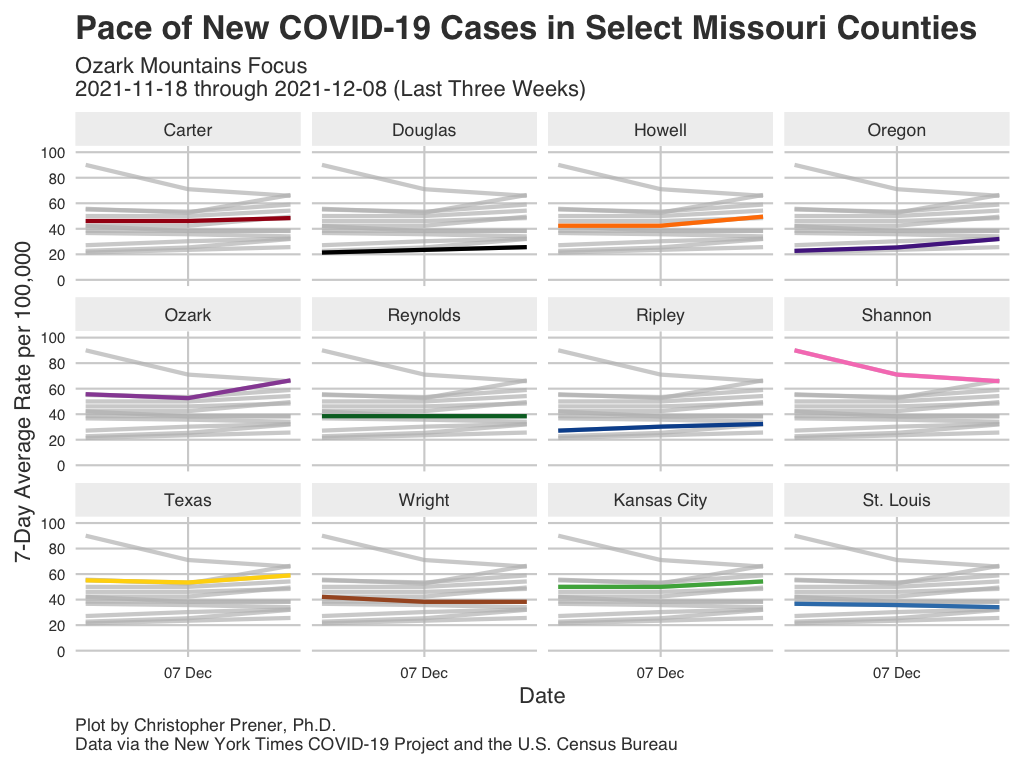 Pace of New COVID-19 Cases in Select Missouri Counties
Ozark Mountains Focus
2021-11-18 through 2021-12-08 (Last Three Weeks)
7-Day Average Rate per 100,000
Carter Douglas Howell Oregon
100
80
60
40
20
0
Ozark Reynolds Ripley Shannon
100
80
60
40
20
0
Texas Wright Kansas City St. Louis
100
80
60
40
20
0
07 Dec 07 Dec 07 Dec 07 Dec
Date
Plot by Christopher Prener, Ph.D.
Data via the New York Times COVID-19 Project and the U.S. Census Bureau